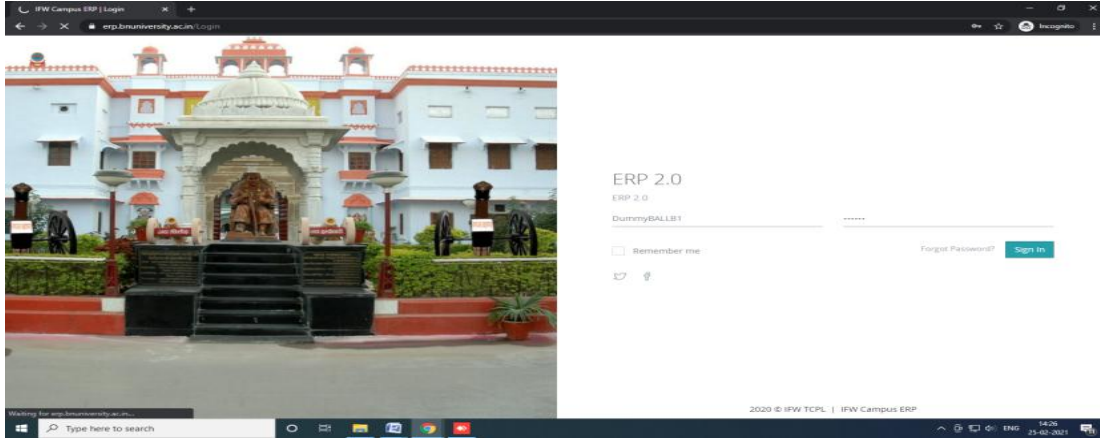 IFW Campus ERP | Login
erp.bnuniversity.ac.in/Login
Incognito
ERP 2.0
ERP 2.0
DummyBALLB1
Remember me
Forgot Password?
Sign In
2020 © IFW TCPL | IFW Campus ERP
Waiting for erp.bnuniversity.ac.in...
Type here to search
ENG
14:26
25-02-2021